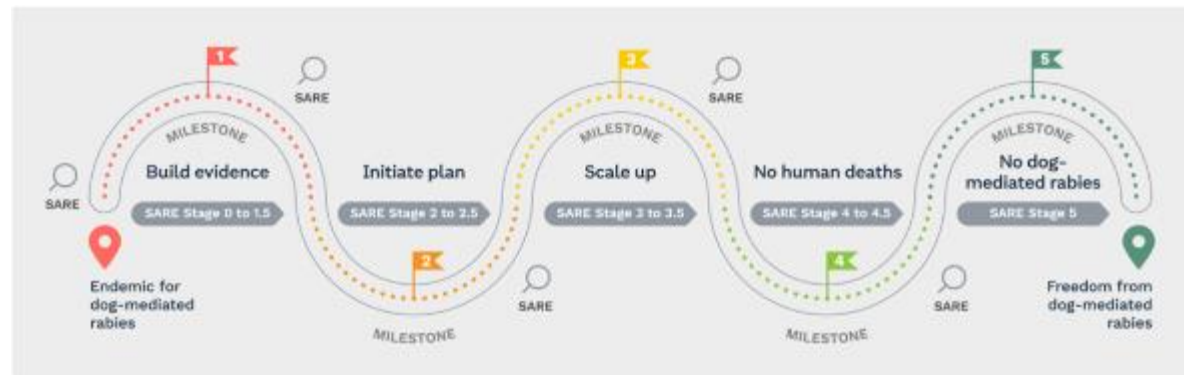 1
SARE
MILESTONE
Build evidence
SARE Stage 0 to 1.5
SARE
Endemic for
dog-mediated
rabies
Initiate plan
SARE Stage 2 to 2.5
2
MILESTONE
SARE
3
SARE
MILESTONE
Scale up
SARE Stage 3 to 3.5
No human deaths
SARE Stage 4 to 4.5
4
MILESTONE
SARE
5
MILESTONE
No dog-
mediated rabies
SARE Stage 5
Freedom from
dog-mediated
rabies